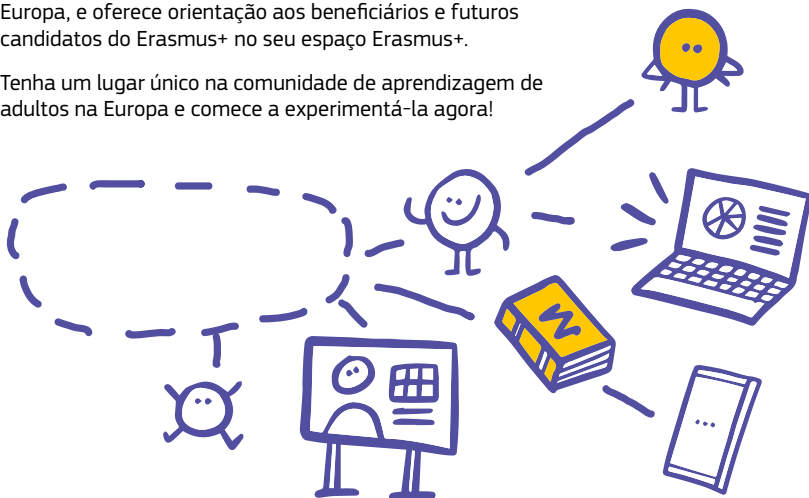 Europa, e oferece orientação aos beneficiários e futuros
candidatos do Erasmus+ no seu espaço Erasmus+.
Tenha um lugar único na comunidade de aprendizagem de
adultos na Europa e comece a experimentá-la agora!